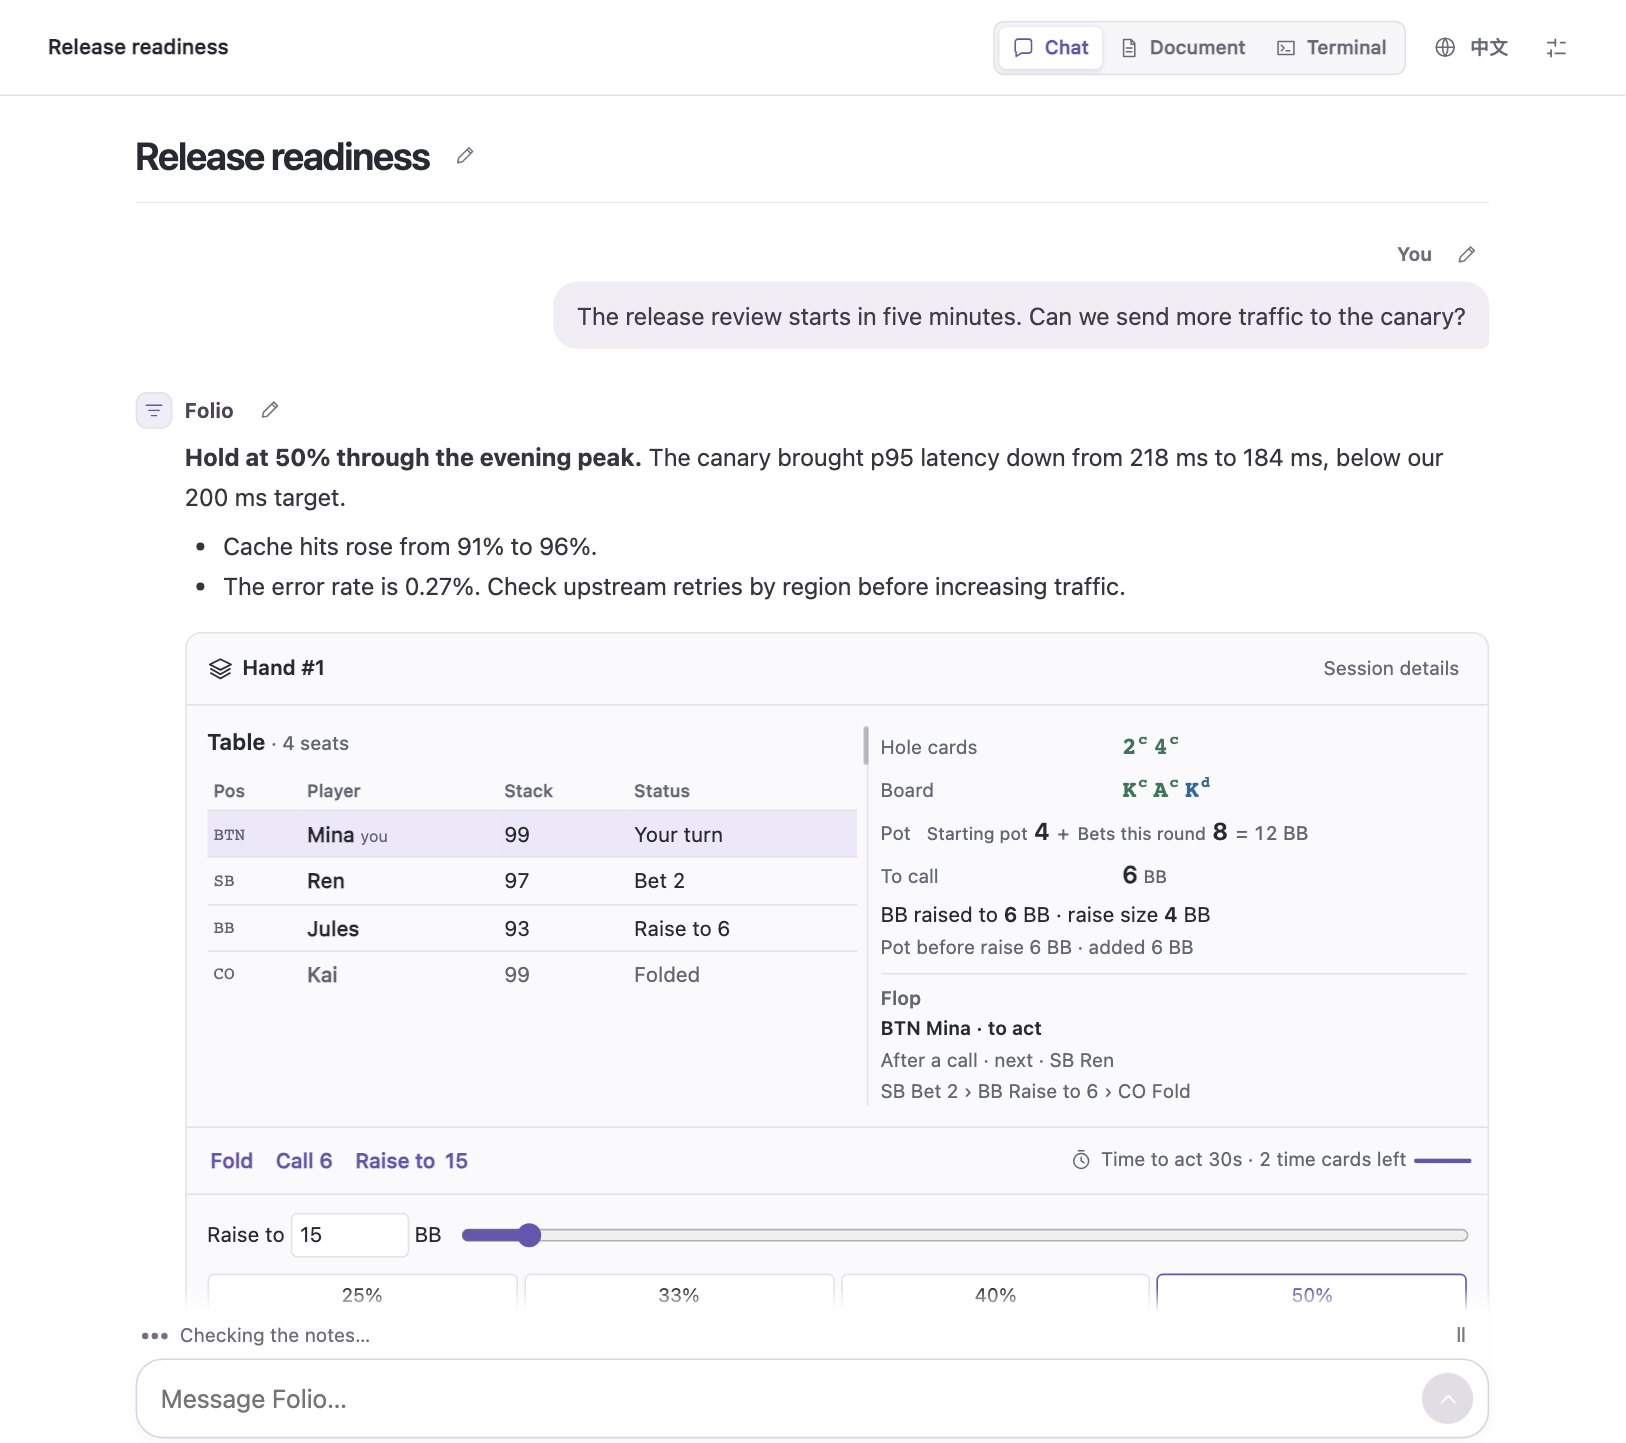 Release readiness
Chat
Document
Terminal
中文
Release readiness
You
The release review starts in five minutes. Can we send more traffic to the canary?
Folio
Hold at 50% through the evening peak. The canary brought p95 latency down from 218 ms to 184 ms, below our
200 ms target.
• Cache hits rose from 91% to 96%.
• The error rate is 0.27%. Check upstream retries by region before increasing traffic.
Hand #1
Session details
Table · 4 seats
Pos Player Stack Status
BTN Mina you 99 Your turn
SB Ren 97 Bet 2
BB Jules 93 Raise to 6
CO Kai 99 Folded
Hole cards 2c 4c
Board Kc Ac Kd
Pot Starting pot 4 + Bets this round 8 = 12 BB
To call 6 BB
BB raised to 6 BB · raise size 4 BB
Pot before raise 6 BB · added 6 BB
Flop
BTN Mina · to act
After a call · next · SB Ren
SB Bet 2 › BB Raise to 6 › CO Fold
Fold Call 6 Raise to 15
Time to act 30s · 2 time cards left
Raise to 15 BB
25% 33% 40% 50%
Checking the notes...
Message Folio...